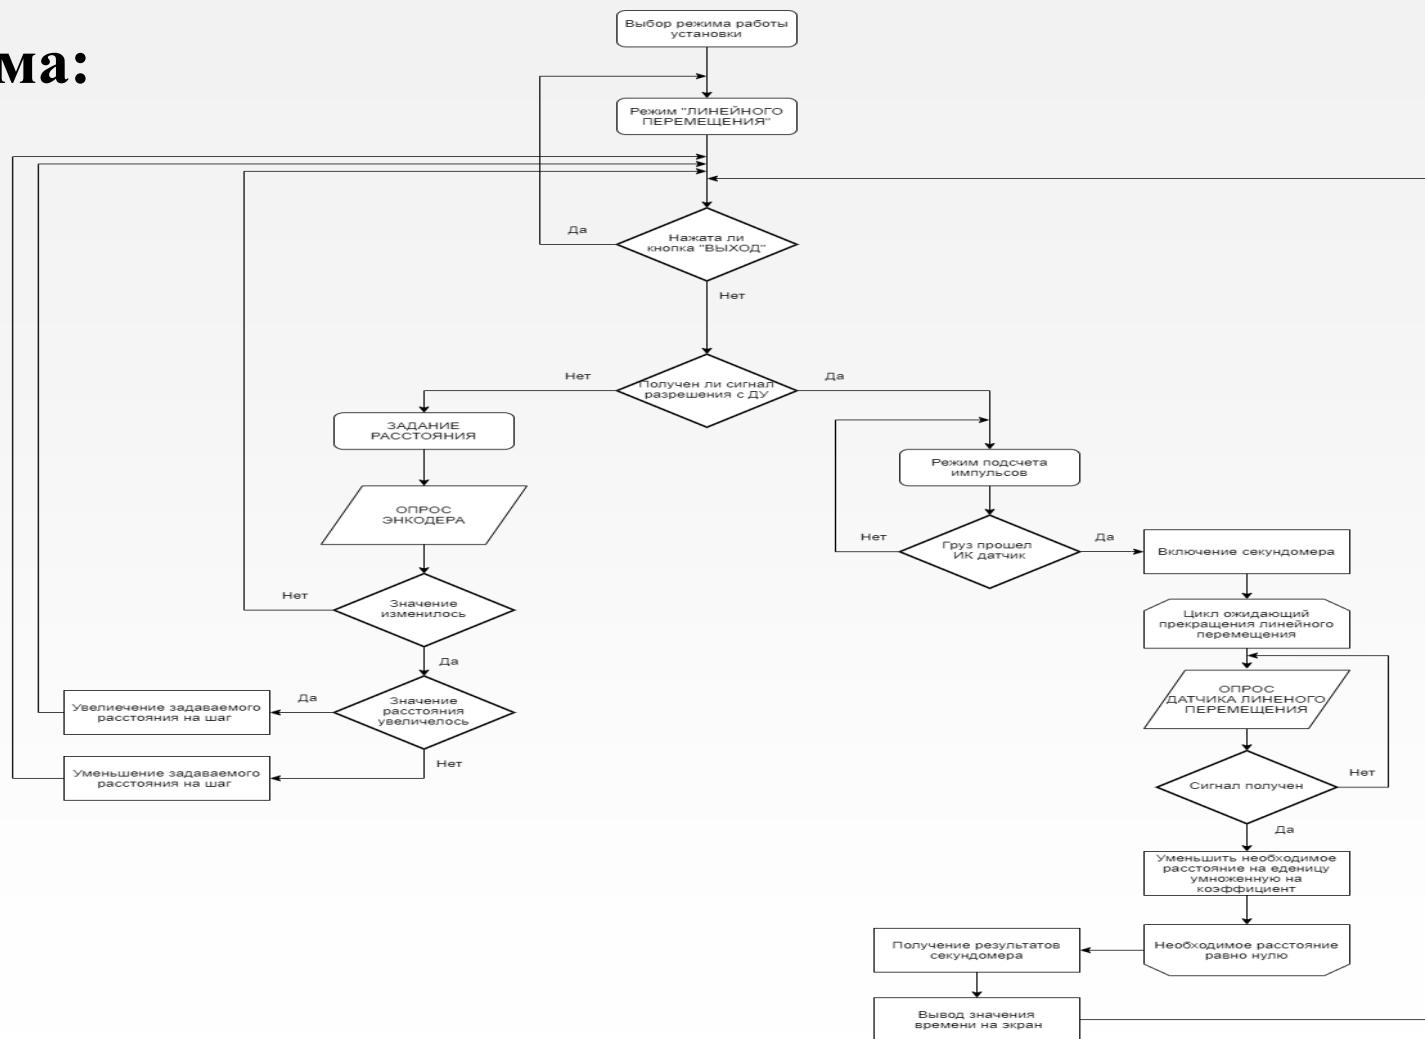 ма:
Выбор режима работы
установки
Режим "ЛИНЕЙНОГО
ПЕРЕМЕЩЕНИЯ"
Да
Нажата ли
кнопка "ВЫХОД"
Нет
Нет
Получен ли сигнал
разрешения с ДУ
Да
ЗАДАНИЕ
РАССТОЯНИЯ
Режим подсчета
импульсов
ОПРОС
ЭНКОДЕРА
Нет
Груз прошел
ИК датчик
Да
Включение секундомера
Нет
Значение
изменилось
Да
Цикл ожидающий
прекращения линейного
перемещения
ОПРОС
ДАТЧИКА ЛИНЕНОГО
ПЕРЕМЕЩЕНИЯ
Да
Значение
расстояния
увеличелось
Нет
Увелиечение задаваемого
расстояния на шаг
Уменьшение задаваемого
расстояния на шаг
Сигнал получен
Нет
Да
Уменьшить необходимое
расстояние на еденицу
умноженную на
коэффициент
Необходимое расстояние
равно нулю
Получение результатов
секундомера
Вывод значения
времени на экран